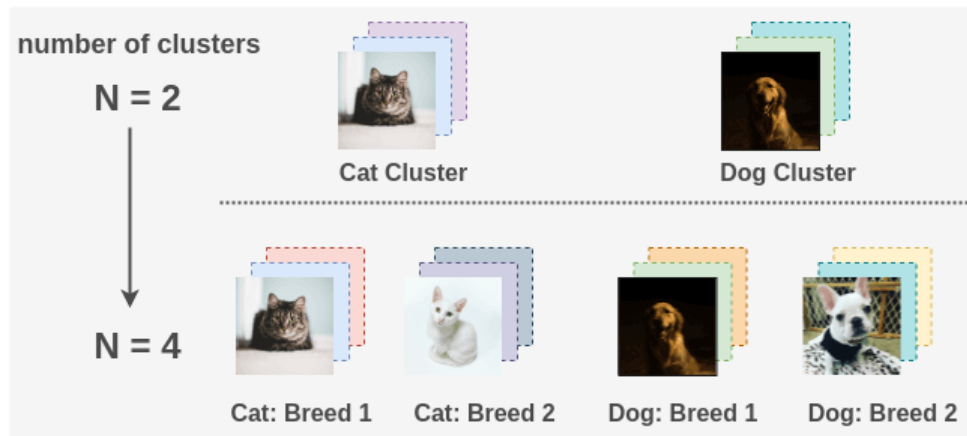 number of clusters
N = 2
Cat Cluster
Dog Cluster
N = 4
Cat: Breed 1
Cat: Breed 2
Dog: Breed 1
Dog: Breed 2